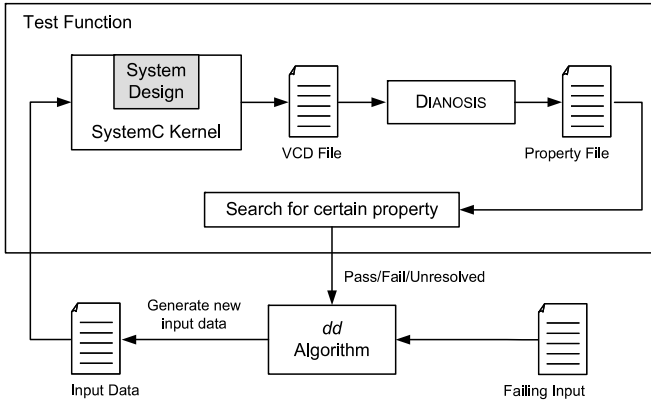 Test Function
System
Design
SystemC Kernel
VCD File
DIANOSIS
Property File
Search for certain property
Pass/Fail/Unresolved
Generate new
input data
dd
Algorithm
Input Data
Failing Input